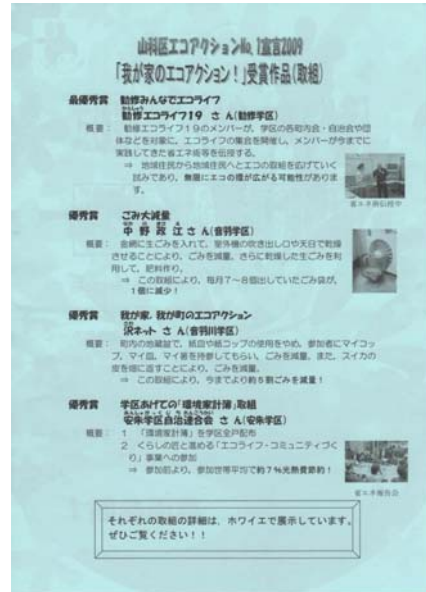 山科区エコアクションNo.1宣言2009
「我が家のエコアクション!」受賞作品(取組)
最優秀賞 勧修みんなでエコライフ
かんしゅう
勧修エコライフ19 さん(勧修学区)
概要: 勧修エコライフ19のメンバーが、学区の各町内会・自治会や団
体などを対象に、エコライフの集会を開催し、メンバーが今までに
実践してきた省エネ術等を伝授する。
⇒ 地域住民から地域住民へとエコの取組を広げていく
試みであり、無限にエコの環が広がる可能性がありま
す。
省エネ術伝授中
優秀賞 ごみ大減量
中野 政江さん(音羽学区)
概要: 金網に生ごみを入れて、室外機の吹き出し口や天日で乾燥
させることにより、ごみを減量。さらに乾燥した生ごみを利
用して、肥料作り。
⇒ この取組により、毎月7~8個出していたごみ袋が、
1個に減少!
優秀賞 我が家、我が町のエコアクション
沢ネット さん(音羽川学区)
概要: 町内の地蔵盆で、紙皿や紙コップの使用をやめ、参加者にマイコッ
プ、マイ皿、マイ箸を持参してもらい、ごみを減量。また、スイカの
皮を畑に返すことにより、ごみを減量。
⇒ この取組により、今までより約5割ごみを減量!
優秀賞 学区あげての「環境家計簿」取組
安朱学区自治連合会 さん(安朱学区)
概要: 1 「環境家計簿」を学区全戸配布
2 くらしの匠と進める「エコライフ・コミュニティづく
り」事業への参加
⇒ 参加前より、参加世帯平均で約7%光熱費節約!
省エネ報告会
それぞれの取組の詳細は、ホワイエで展示しています。
ぜひご覧ください!!